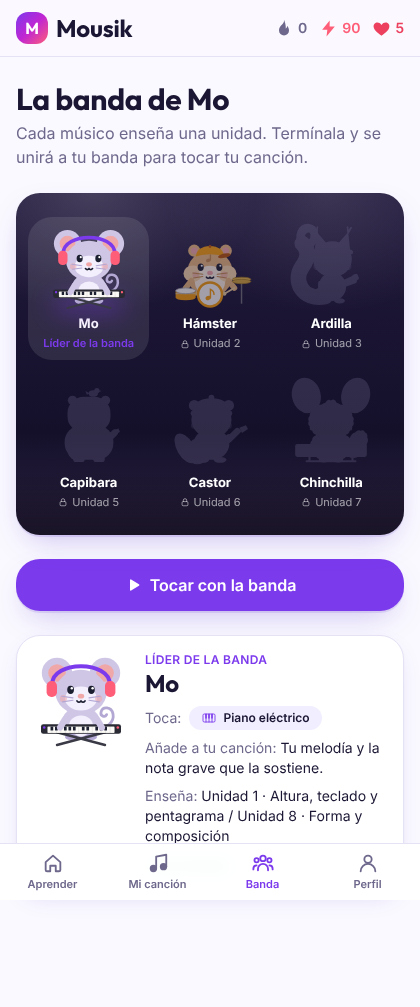 M Mousik 0 90 5
La banda de Mo
Cada músico enseña una unidad. Termínala y se
unirá a tu banda para tocar tu canción.
Mo Hámster Ardilla
Líder de la banda Unidad 2 Unidad 3
Capibara Castor Chinchilla
Unidad 5 Unidad 6 Unidad 7
Tocar con la banda
LÍDER DE LA BANDA
Mo
Toca: Piano eléctrico
Añade a tu canción: Tu melodía y la
nota grave que la sostiene.
Enseña: Unidad 1 · Altura, teclado y
pentagrama / Unidad 8 · Forma y
composición
Aprender Mi canción Banda Perfil